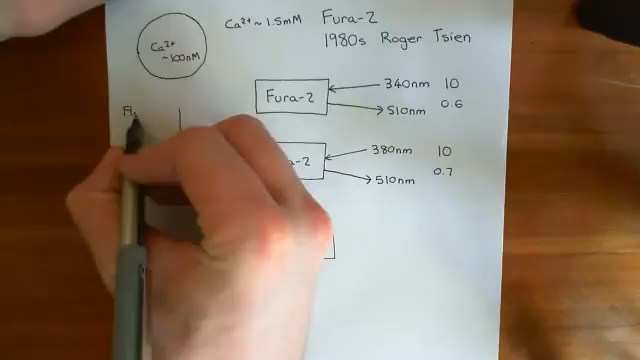 Ca²⁺ ~ 1.5mM
Fura-2
1980s Roger Tsien
Ca²⁺
~100nM
Fura-2
340nm 10
510nm 0.6
380nm 10
510nm 0.7